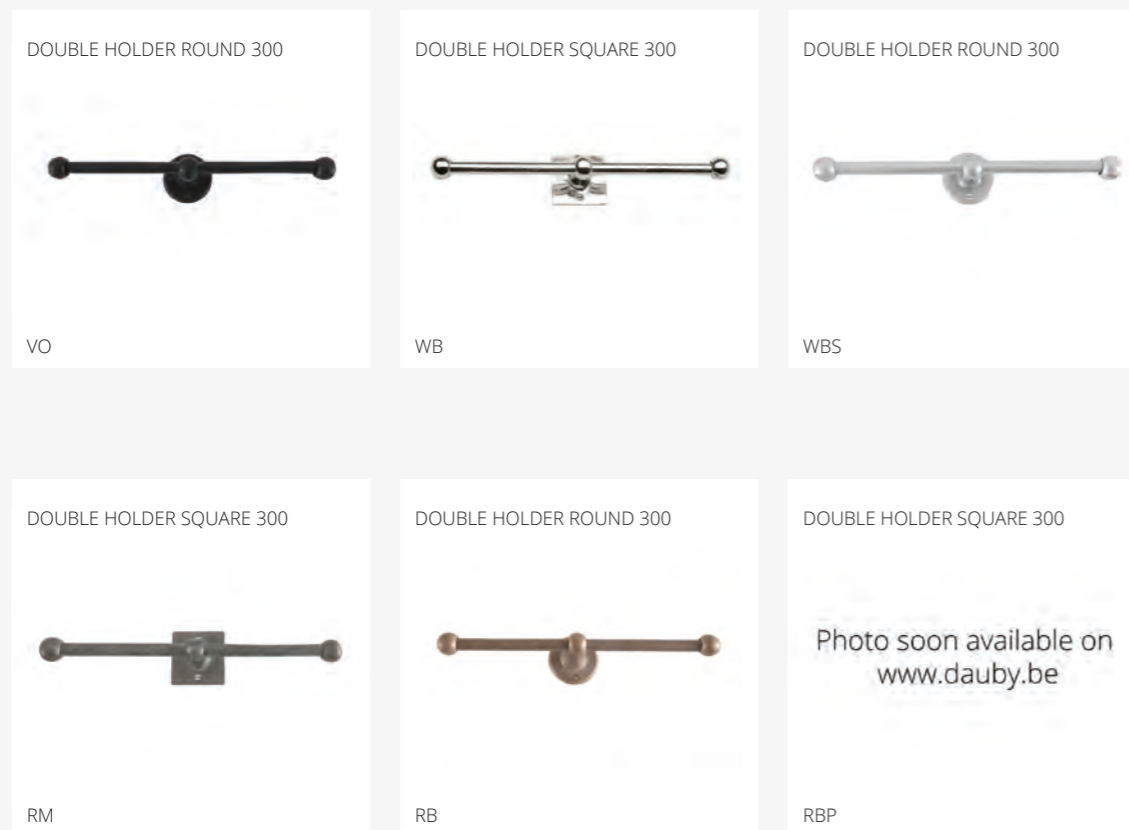 DOUBLE HOLDER ROUND 300
DOUBLE HOLDER SQUARE 300
DOUBLE HOLDER ROUND 300
VO
WB
WBS
DOUBLE HOLDER SQUARE 300
DOUBLE HOLDER ROUND 300
DOUBLE HOLDER SQUARE 300
Photo soon available on
www.dauby.be
RM
RB
RBP